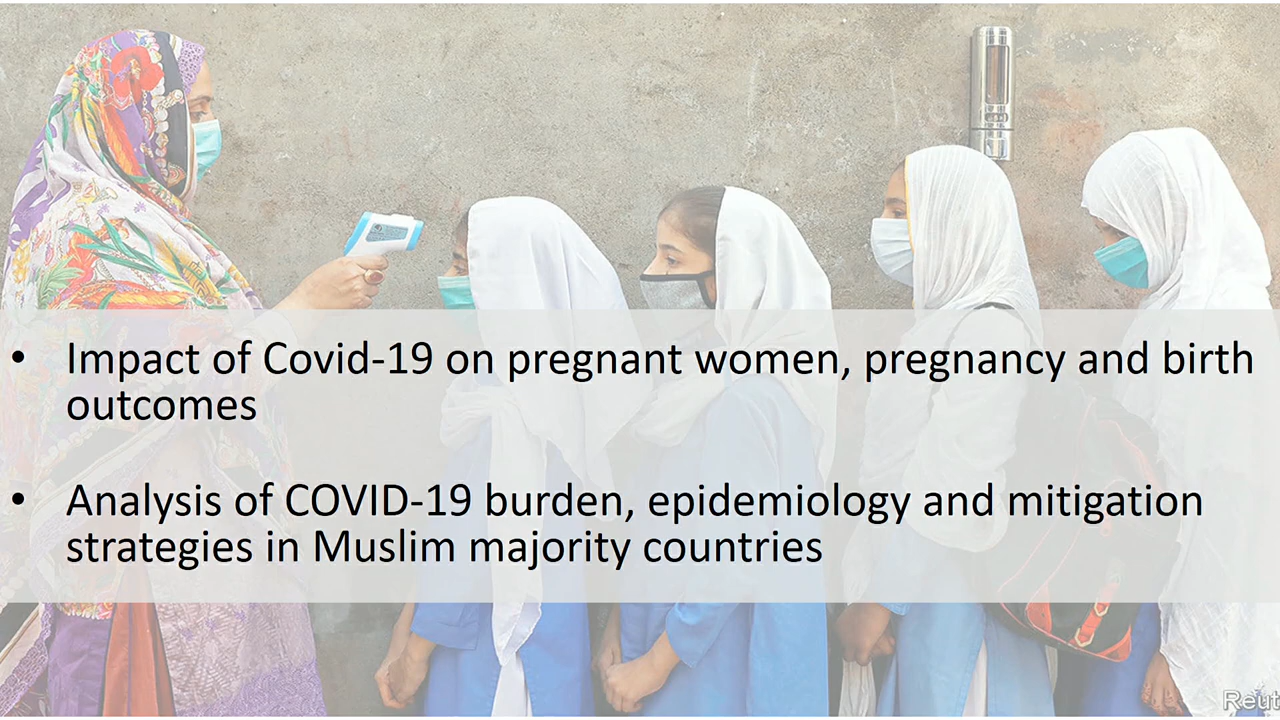 • Impact of Covid-19 on pregnant women, pregnancy and birth
outcomes
• Analysis of COVID-19 burden, epidemiology and mitigation
strategies in Muslim majority countries
Reut